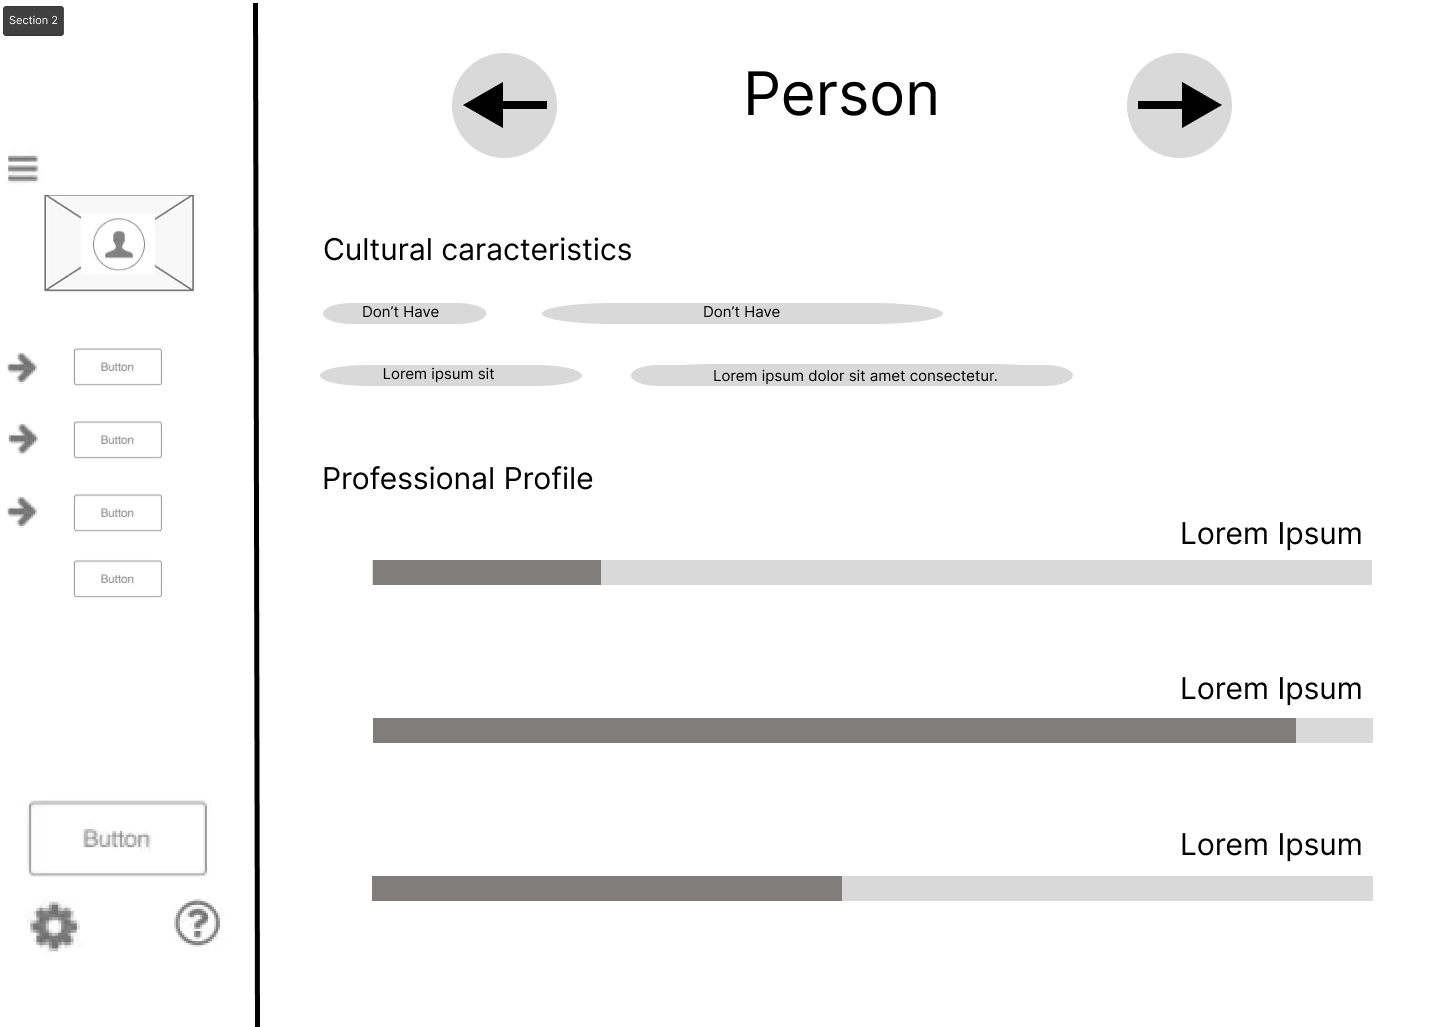 Section 2
Person
Cultural caracteristics
Don't Have
Don't Have
Lorem ipsum sit
Lorem ipsum dolor sit amet consectetur.
Professional Profile
Lorem Ipsum
Lorem Ipsum
Lorem Ipsum
Button
Button
Button
Button
Button